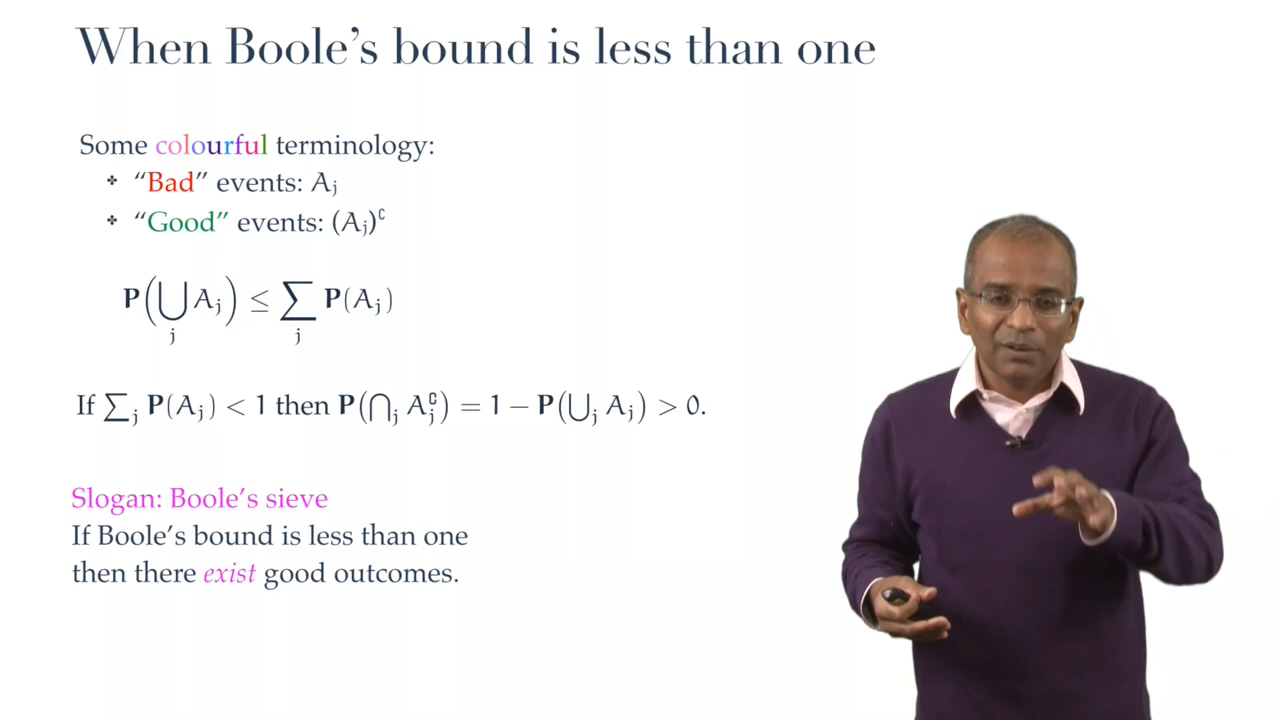 When Boole's bound is less than one
Some colourful terminology:
✤ “Bad” events: Aⱼ
✤ “Good” events: (Aⱼ)∁
P(⋃ⱼ Aⱼ) ≤ ∑ⱼ P(Aⱼ)
If ∑ⱼ P(Aⱼ) < 1 then P(⋂ⱼ Aⱼ∁) = 1 − P(⋃ⱼ Aⱼ) > 0.
Slogan: Boole's sieve
If Boole's bound is less than one
then there exist good outcomes.